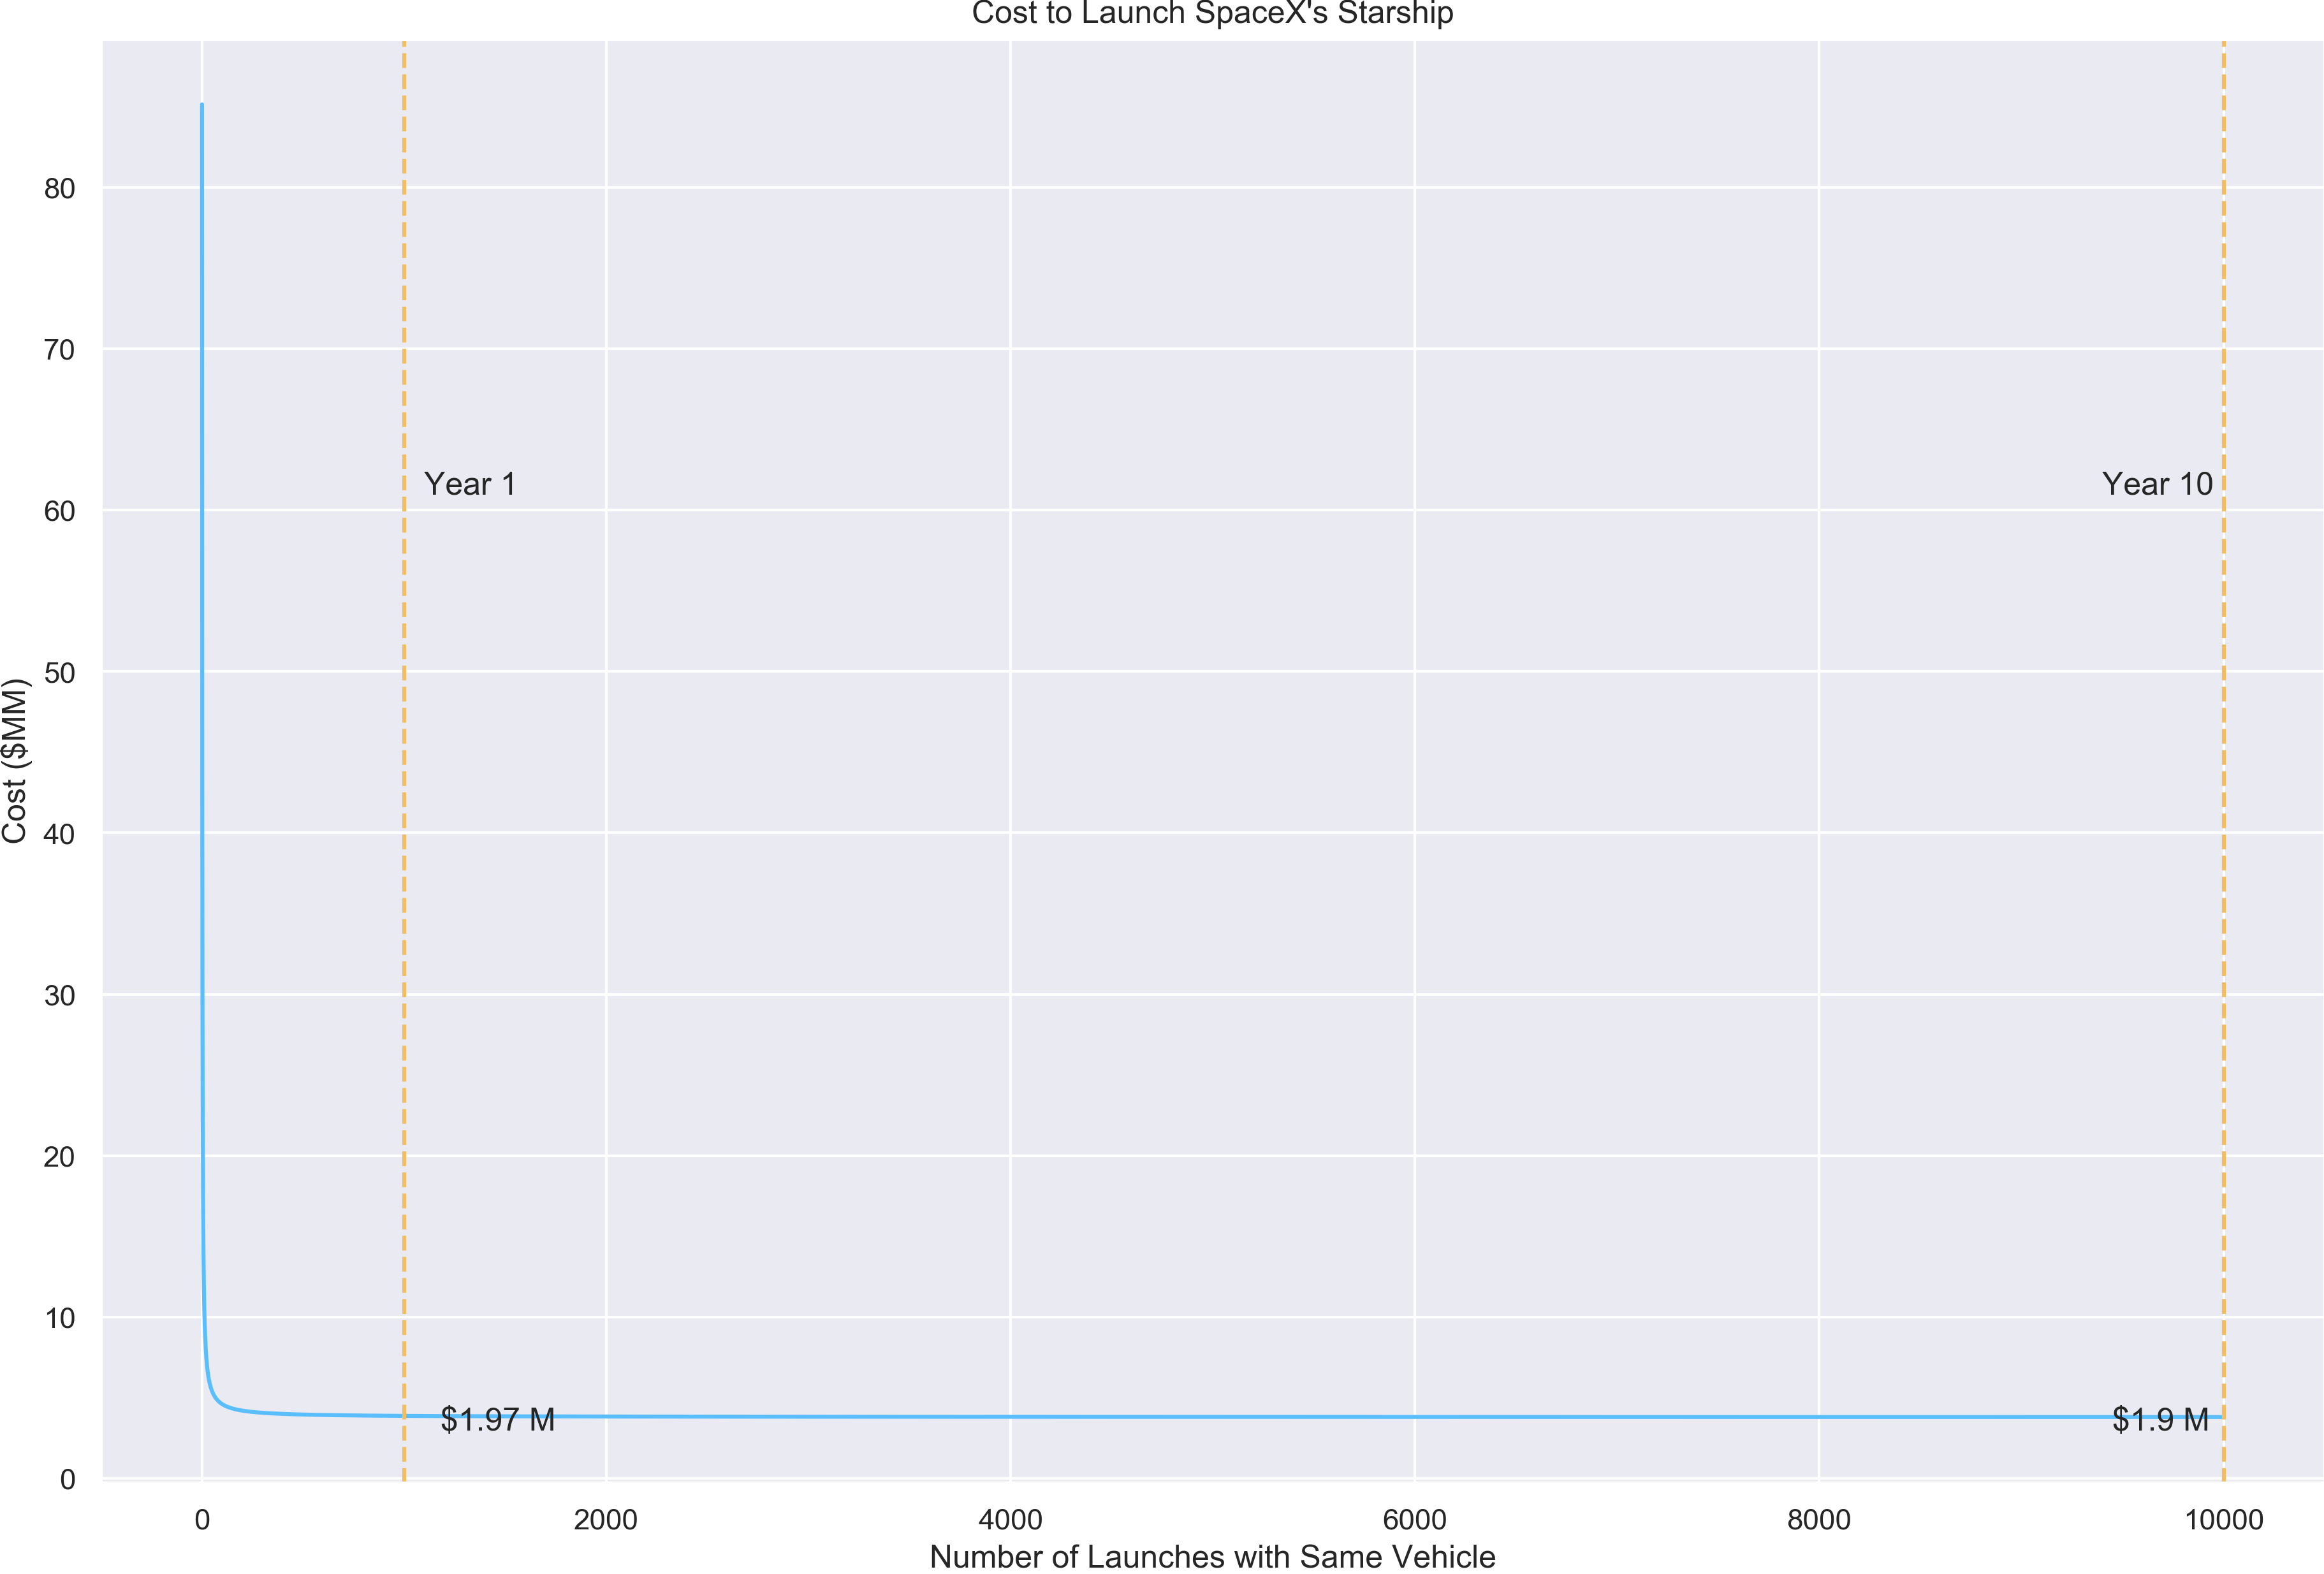 Cost to Launch SpaceX's Starship
80
70
Year 1
Year 10
60
50
Cost ($MM)
40
30
20
10
$1.97 M
$1.9 M
0
0 2000 4000 6000 8000 10000
Number of Launches with Same Vehicle